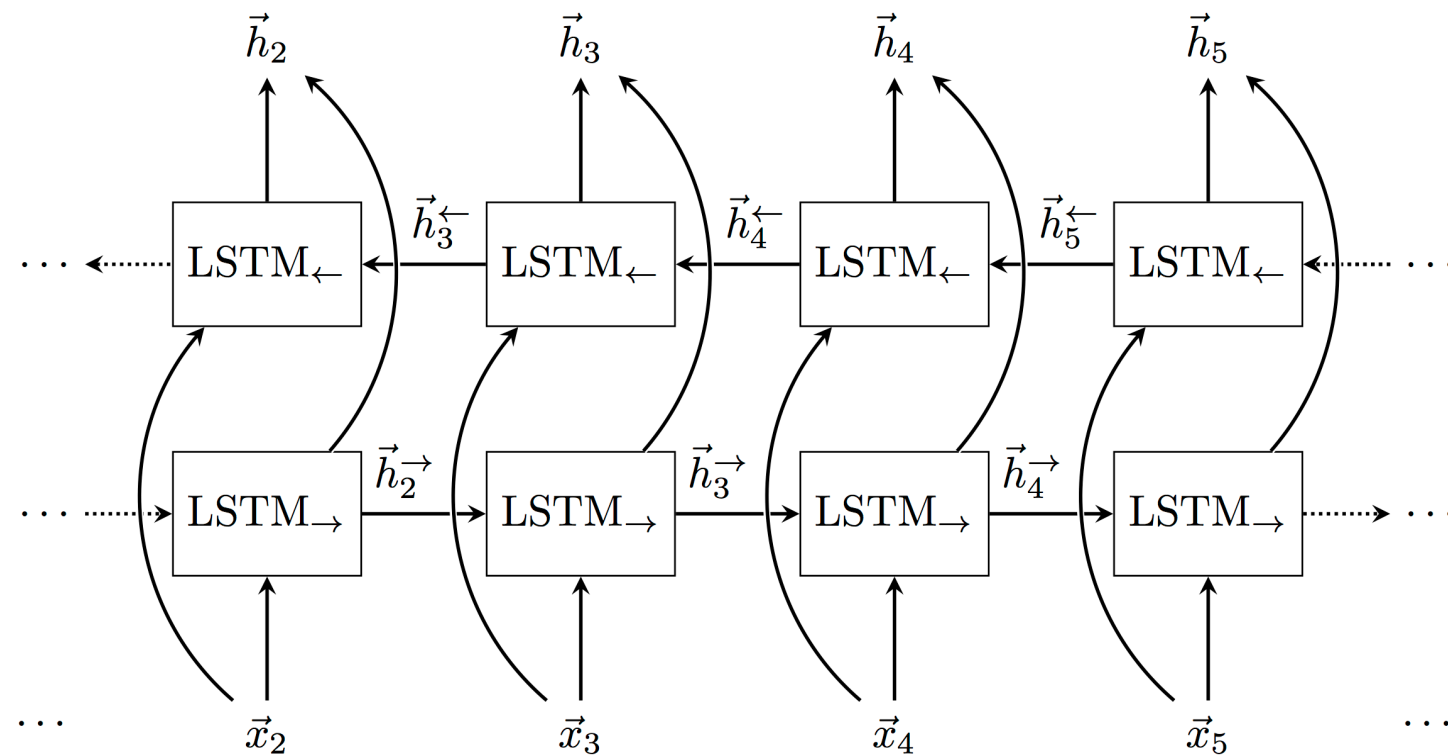 h⃗₂ h⃗₃ h⃗₄ h⃗₅
h⃗₃← h⃗₄← h⃗₅←
··· LSTM← LSTM← LSTM← LSTM← ···
h⃗₂→ h⃗₃→ h⃗₄→
··· LSTM→ LSTM→ LSTM→ LSTM→ ···
··· x⃗₂ x⃗₃ x⃗₄ x⃗₅ ···